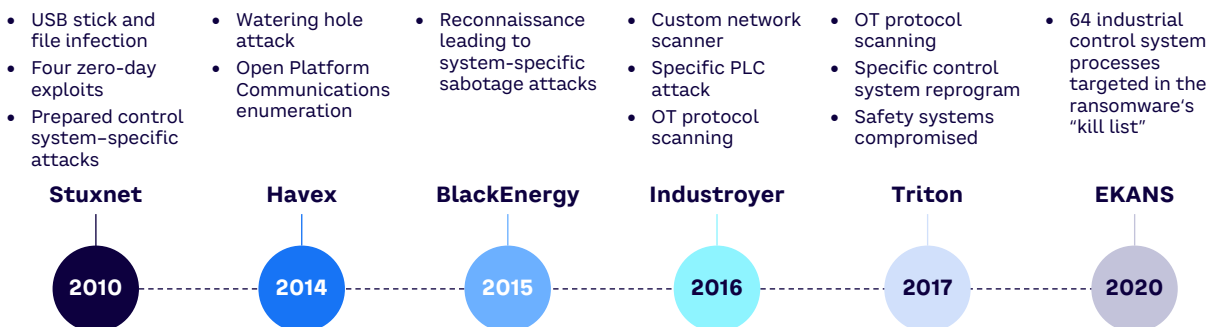 • USB stick and
file infection
• Four zero-day
exploits
• Prepared control
system–specific
attacks
Stuxnet
2010
• Watering hole
attack
• Open Platform
Communications
enumeration
Havex
2014
• Reconnaissance
leading to
system-specific
sabotage attacks
BlackEnergy
2015
• Custom network
scanner
• Specific PLC
attack
• OT protocol
scanning
Industroyer
2016
• OT protocol
scanning
• Specific control
system reprogram
• Safety systems
compromised
Triton
2017
• 64 industrial
control system
processes
targeted in the
ransomware‘s
“kill list”
EKANS
2020